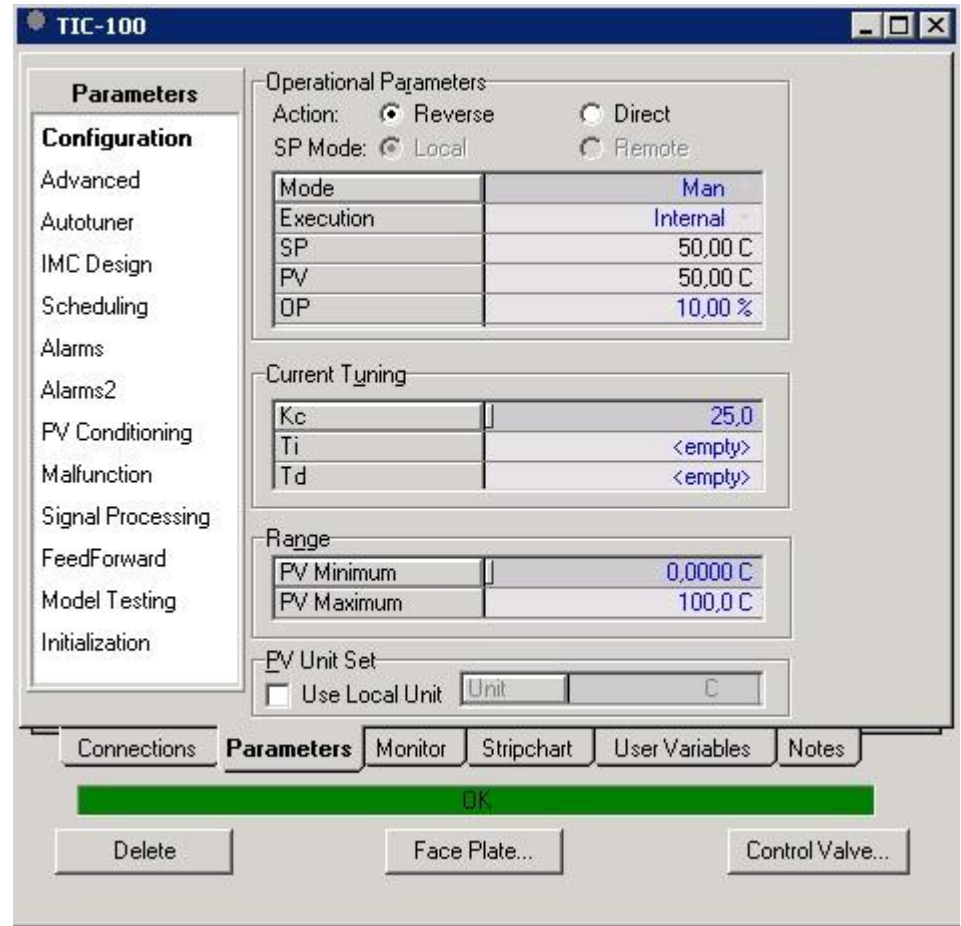 TIC-100
Parameters
Configuration
Advanced
Autotuner
IMC Design
Scheduling
Alarms
Alarms2
PV Conditioning
Malfunction
Signal Processing
FeedForward
Model Testing
Initialization
Operational Parameters
Action: Reverse Direct
SP Mode: Local Remote
Mode Man
Execution Internal
SP 50,00 C
PV 50,00 C
OP 10,00 %
Current Tuning
Kc 25,0
Ti <empty>
Td <empty>
Range
PV Minimum 0,0000 C
PV Maximum 100,0 C
PV Unit Set
Use Local Unit Unit C
Connections Parameters Monitor Stripchart User Variables Notes
OK
Delete Face Plate... Control Valve...